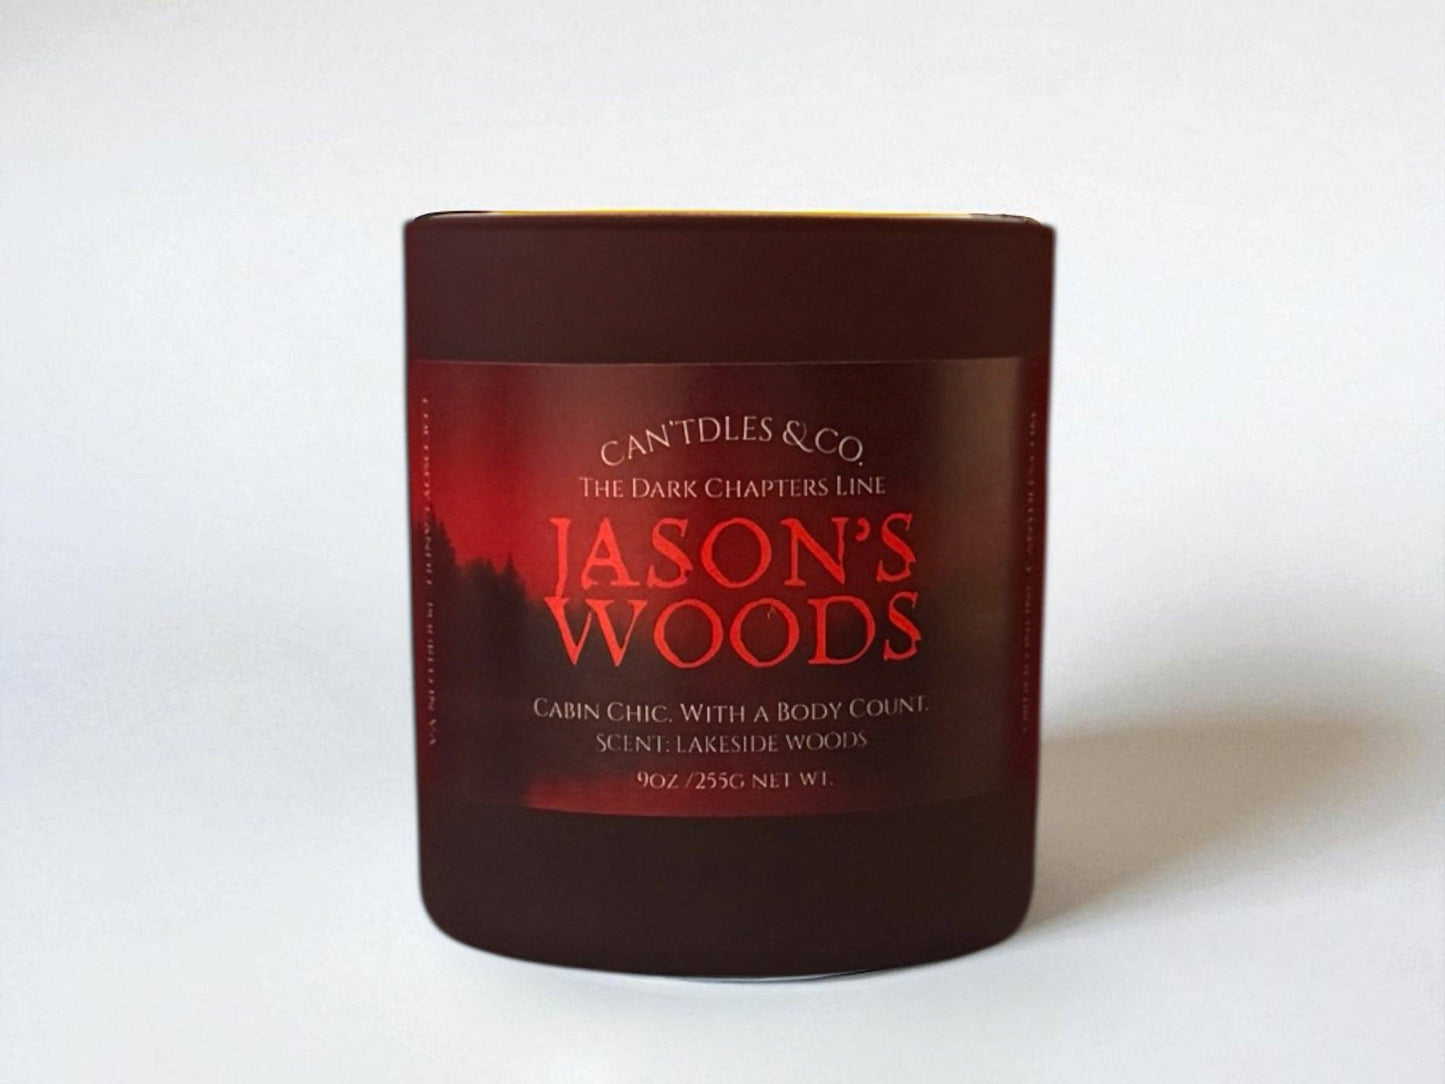 CAN'TDLES & CO.
THE DARK CHAPTERS LINE
JASON'S
WOODS
CABIN CHIC. WITH A BODY COUNT.
SCENT: LAKESIDE WOODS
9OZ /255G NET WT.